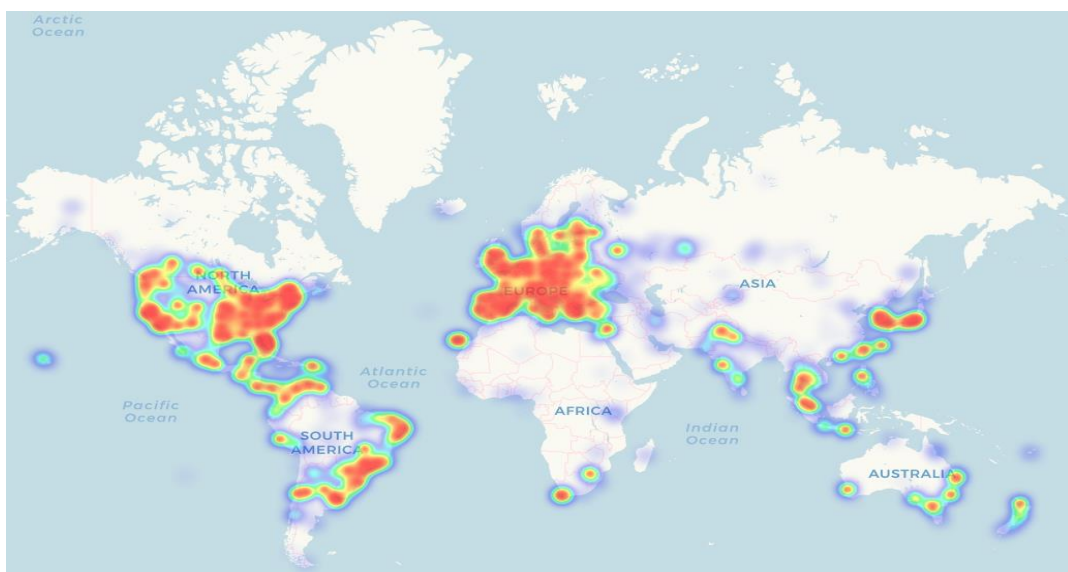 Arctic
Ocean
NORTH
AMERICA
EUROPE
ASIA
Atlantic
Ocean
Pacific
Ocean
AFRICA
Indian
Ocean
SOUTH
AMERICA
AUSTRALIA